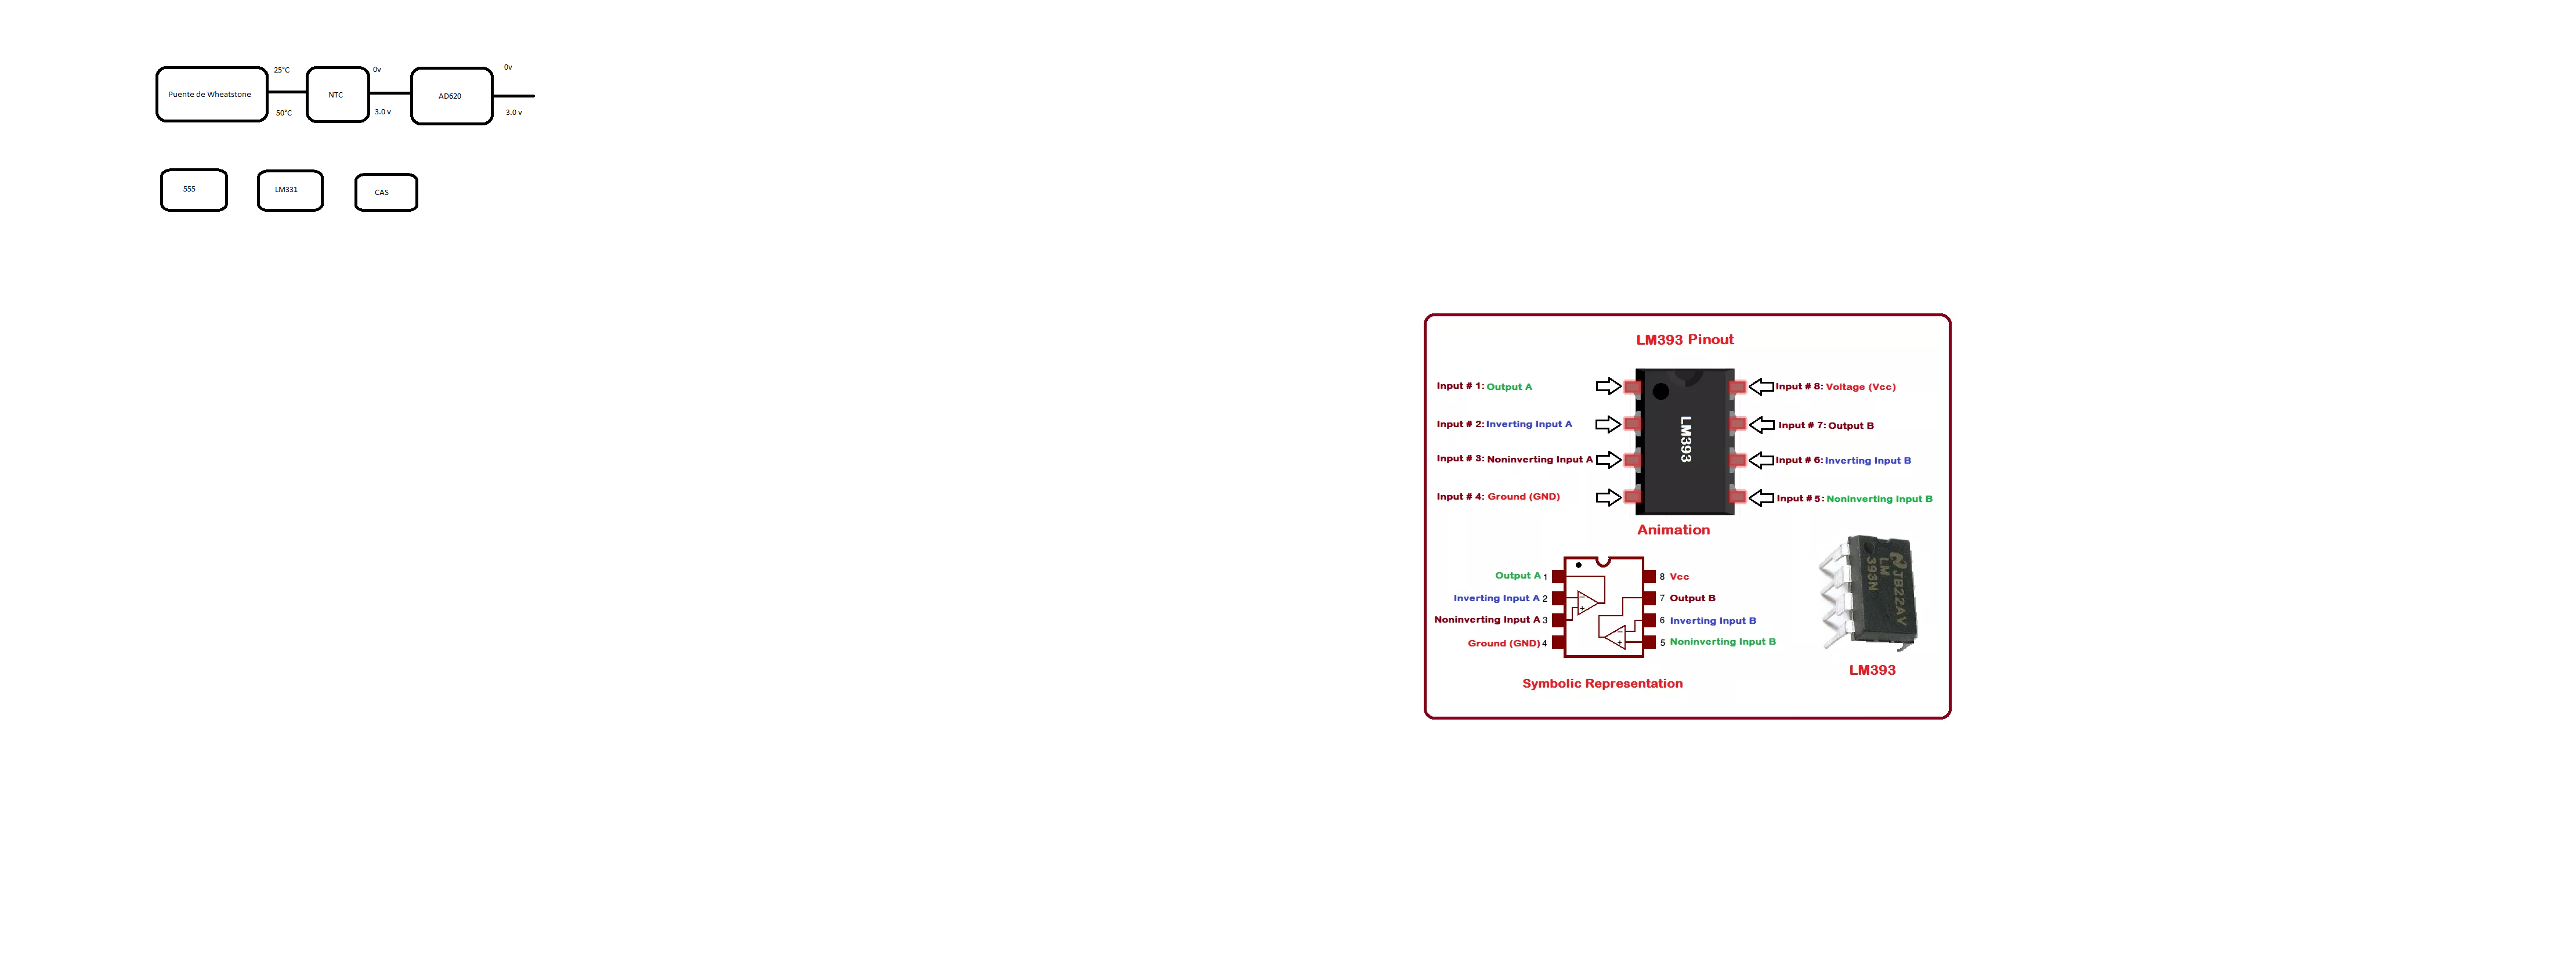 25°C
0v
0v
Puente de Wheatstone
NTC
AD620
50°C
3.0 v
3.0 v
555
LM331
CAS
LM393 Pinout
Input # 1: Output A
Input # 8: Voltage (Vcc)
Input # 2: Inverting Input A
Input # 7: Output B
Input # 3: Noninverting Input A
Input # 6: Inverting Input B
Input # 4: Ground (GND)
Input # 5: Noninverting Input B
LM393
Animation
Output A 1
8 Vcc
Inverting Input A 2
7 Output B
Noninverting Input A 3
6 Inverting Input B
Ground (GND) 4
5 Noninverting Input B
JB22AV
LM
393N
LM393
Symbolic Representation